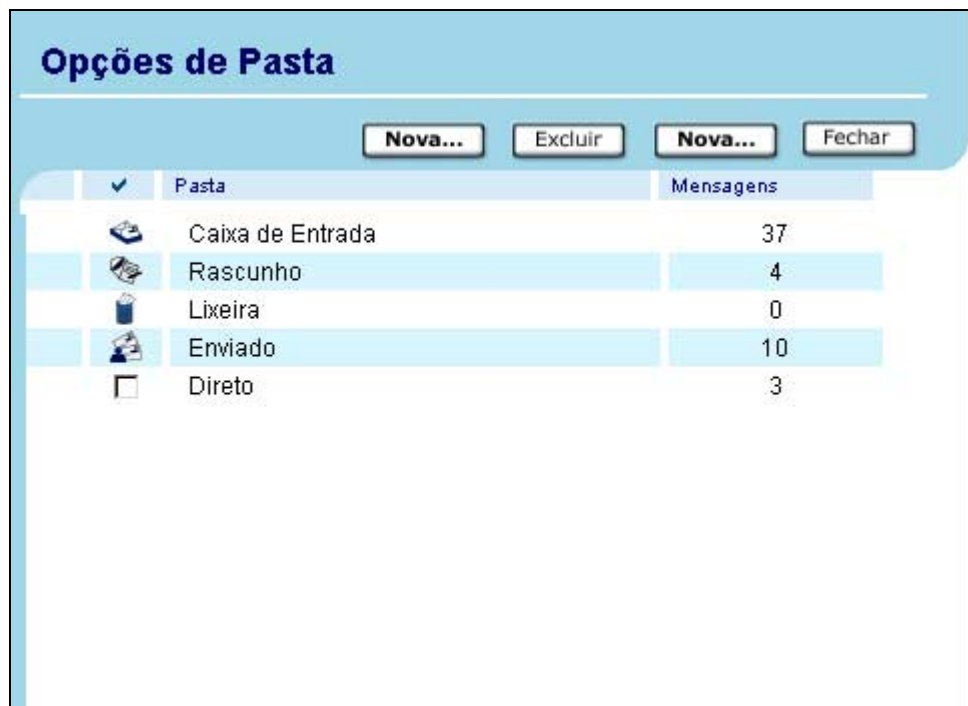 Opções de Pasta
Nova... Excluir Nova... Fechar
Pasta Mensagens
Caixa de Entrada 37
Rascunho 4
Lixeira 0
Enviado 10
Direto 3